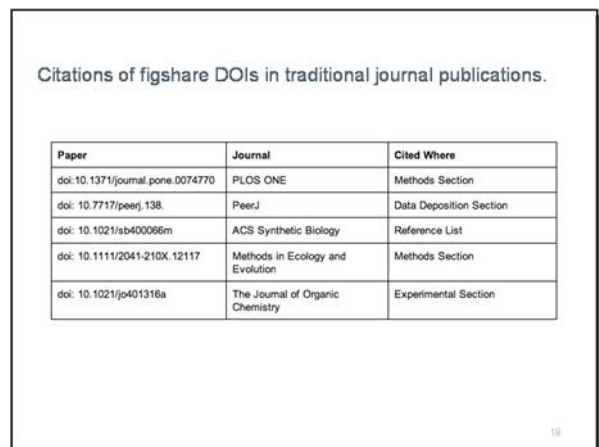 Citations of figshare DOIs in traditional journal publications.
Paper Journal Cited Where
doi:10.1371/journal.pone.0074770 PLOS ONE Methods Section
doi: 10.7717/peerj.138. PeerJ Data Deposition Section
doi: 10.1021/sb400066m ACS Synthetic Biology Reference List
doi: 10.1111/2041-210X.12117 Methods in Ecology and Methods Section
Evolution
doi: 10.1021/jo401316a The Journal of Organic Experimental Section
Chemistry
18